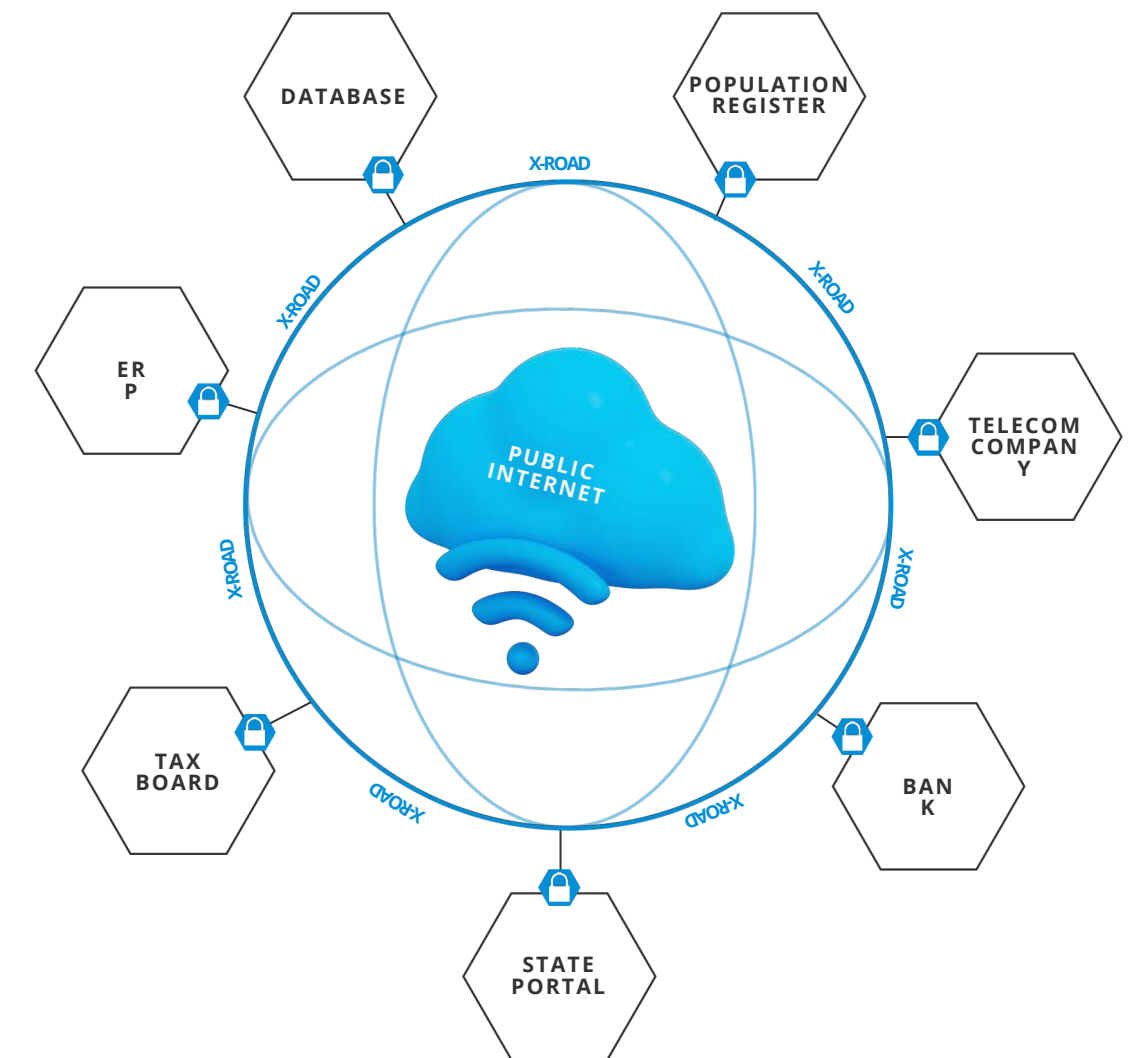 DATABASE
POPULATION
REGISTER
X-ROAD
X-ROAD
X-ROAD
ER
P
TELECOM
COMPAN
Y
PUBLIC
INTERNET
X-ROAD
X-ROAD
TAX
BOARD
BAN
K
X-ROAD
X-ROAD
STATE
PORTAL